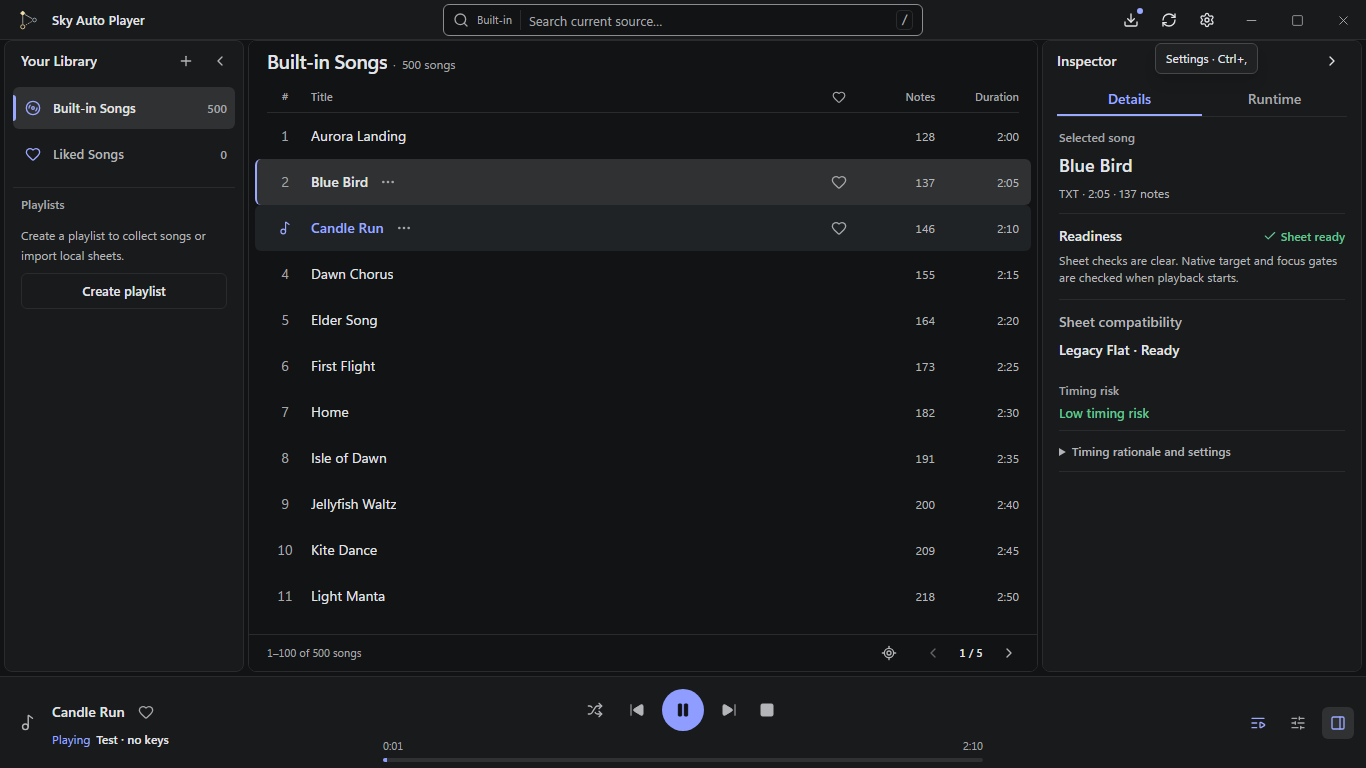 Sky Auto Player
Built-in
Search current source...
/
Your Library
Built-in Songs 500
Liked Songs 0
Playlists
Create a playlist to collect songs or
import local sheets.
Create playlist
Built-in Songs · 500 songs
# Title Notes Duration
1 Aurora Landing 128 2:00
2 Blue Bird ··· 137 2:05
Candle Run ··· 146 2:10
4 Dawn Chorus 155 2:15
5 Elder Song 164 2:20
6 First Flight 173 2:25
7 Home 182 2:30
8 Isle of Dawn 191 2:35
9 Jellyfish Waltz 200 2:40
10 Kite Dance 209 2:45
11 Light Manta 218 2:50
1–100 of 500 songs
1 / 5
Inspector
Settings · Ctrl+,
Details Runtime
Selected song
Blue Bird
TXT · 2:05 · 137 notes
Readiness Sheet ready
Sheet checks are clear. Native target and focus gates
are checked when playback starts.
Sheet compatibility
Legacy Flat · Ready
Timing risk
Low timing risk
Timing rationale and settings
Candle Run
Playing Test · no keys
0:01 2:10